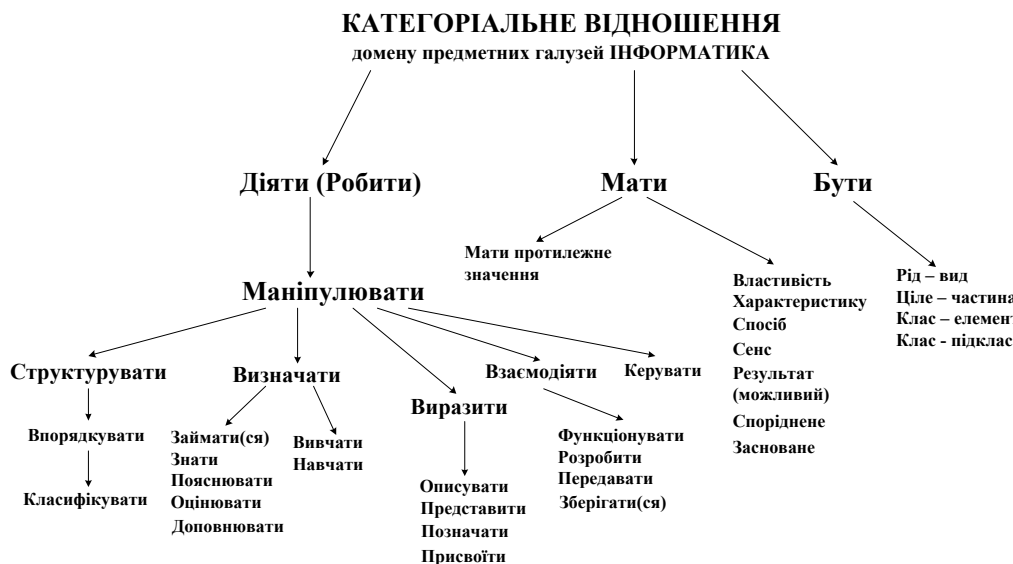 КАТЕГОРІАЛЬНЕ ВІДНОШЕННЯ
домену предметних галузей ІНФОРМАТИКА
Діяти (Робити)
Мати
Бути
Мати протилежне
значення
Властивість
Характеристику
Спосіб
Сенс
Результат
(можливий)
Споріднене
Засноване
Рід – вид
Ціле – частина
Клас – елемент
Клас - підклас
Маніпулювати
Структурувати
Визначати
Виразити
Взаємодіяти
Керувати
Впорядкувати
Класифікувати
Займати(ся)
Знати
Пояснювати
Оцінювати
Доповнювати
Вивчати
Навчати
Описувати
Представити
Позначати
Присвоїти
Функціонувати
Розробити
Передавати
Зберігати(ся)